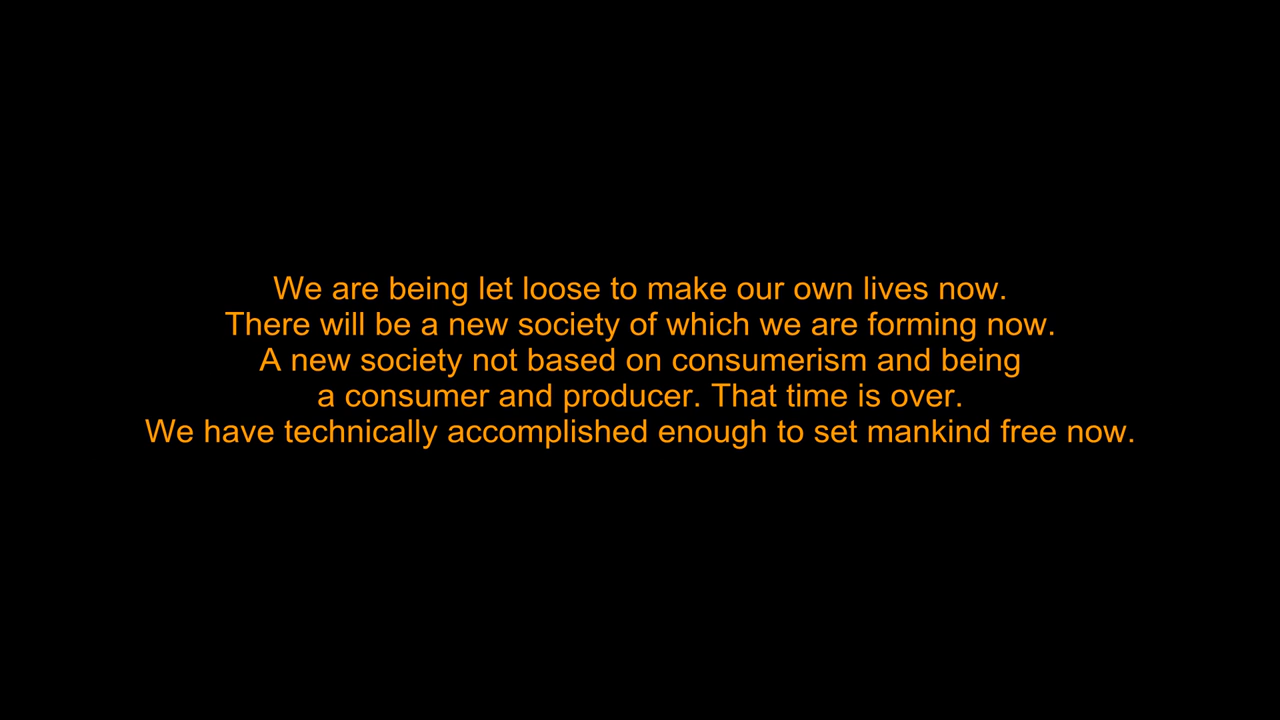 We are being let loose to make our own lives now.
There will be a new society of which we are forming now.
A new society not based on consumerism and being
a consumer and producer. That time is over.
We have technically accomplished enough to set mankind free now.